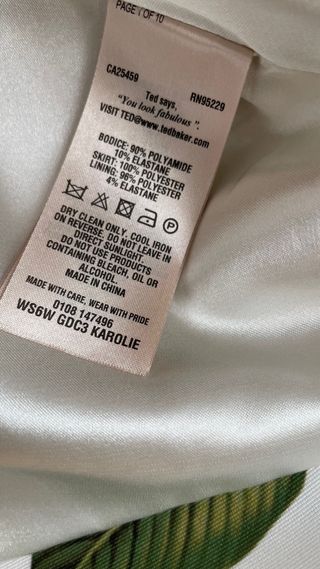 PAGE 1 OF 10
CA25459 RN95229
Ted says,
"You look fabulous".
VISIT TED@www.tedbaker.com
BODICE: 90% POLYAMIDE
10% ELASTANE
SKIRT: 100% POLYESTER
LINING: 96% POLYESTER
4% ELASTANE
DRY CLEAN ONLY. COOL IRON
ON REVERSE. DO NOT LEAVE IN
DIRECT SUNLIGHT.
DO NOT USE PRODUCTS
CONTAINING BLEACH, OIL OR
ALCOHOL.
MADE IN CHINA
MADE WITH CARE, WEAR WITH PRIDE
0108 147496
WS6W GDC3 KAROLIE